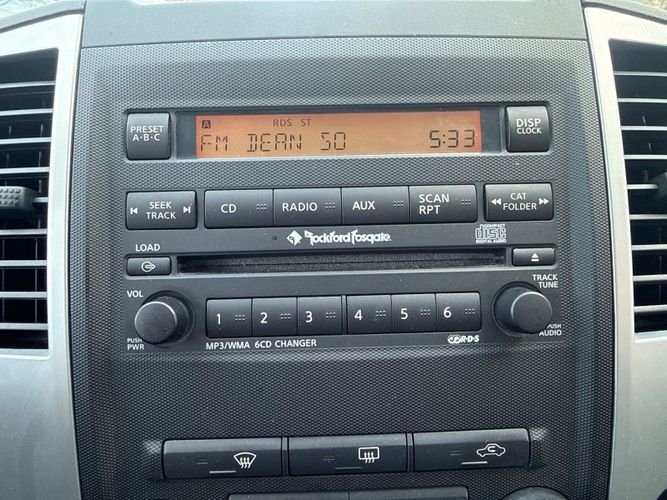 PRESET
A·B·C
A RDS ST
FM DEAN SO 5:33
DISP
CLOCK
SEEK
TRACK
CD
RADIO
AUX
SCAN
RPT
CAT
FOLDER
Rockford Fosgate
COMPACT
DISC
DIGITAL AUDIO
LOAD
VOL
PUSH
PWR
1 2 3 4 5 6
TRACK
TUNE
PUSH
AUDIO
MP3/WMA 6CD CHANGER
R·D·S